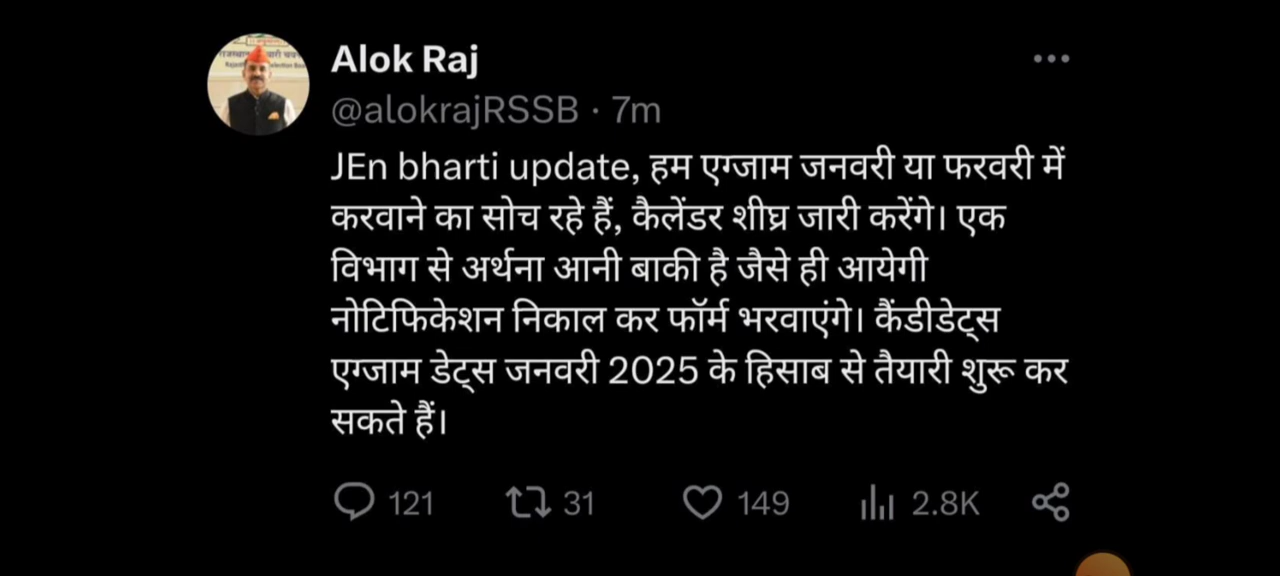 Alok Raj
@alokrajRSSB · 7m
JEn bharti update, हम एग्जाम जनवरी या फरवरी में
करवाने का सोच रहे हैं, कैलेंडर शीघ्र जारी करेंगे। एक
विभाग से अर्थना आनी बाकी है जैसे ही आयेगी
नोटिफिकेशन निकाल कर फॉर्म भरवाएंगे। कैंडीडेट्स
एग्जाम डेट्स जनवरी 2025 के हिसाब से तैयारी शुरू कर
सकते हैं।
121 31 149 2.8K